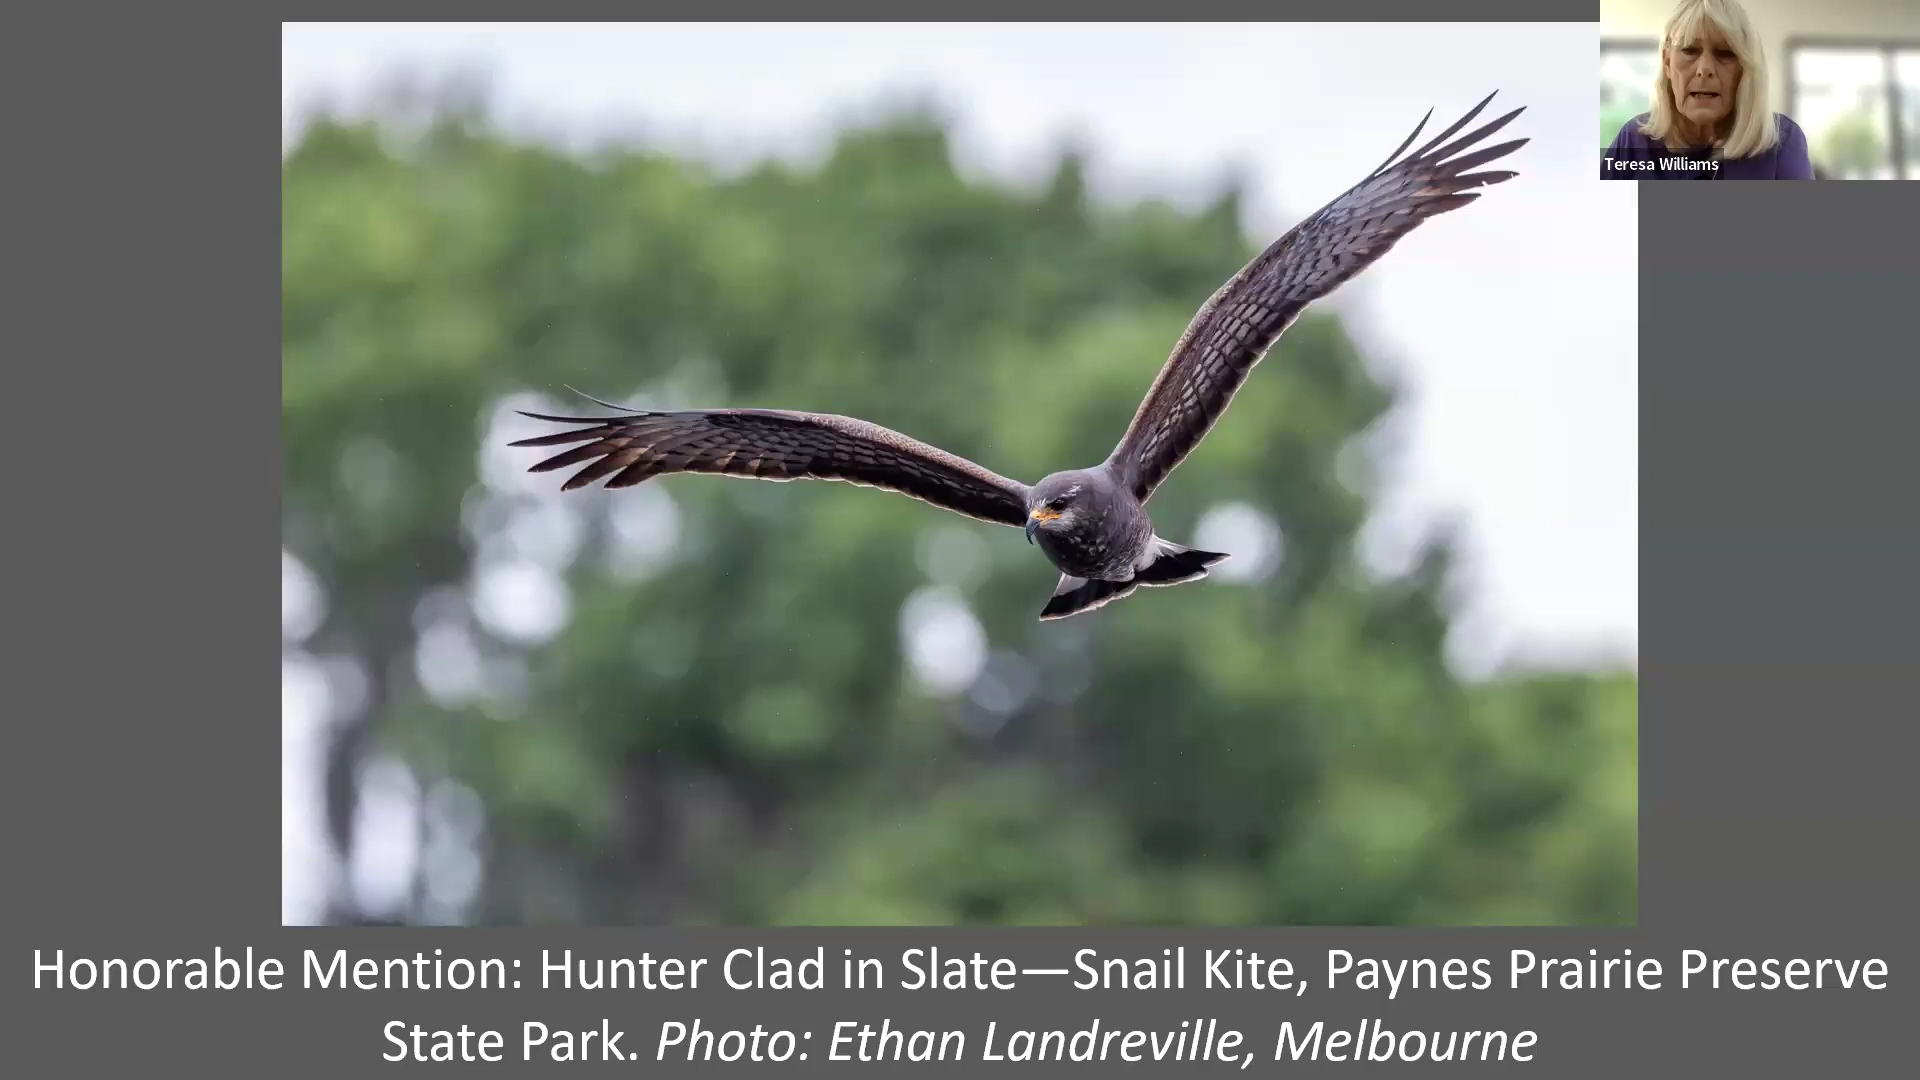 Teresa Williams
Honorable Mention: Hunter Clad in Slate—Snail Kite, Paynes Prairie Preserve
State Park. Photo: Ethan Landreville, Melbourne